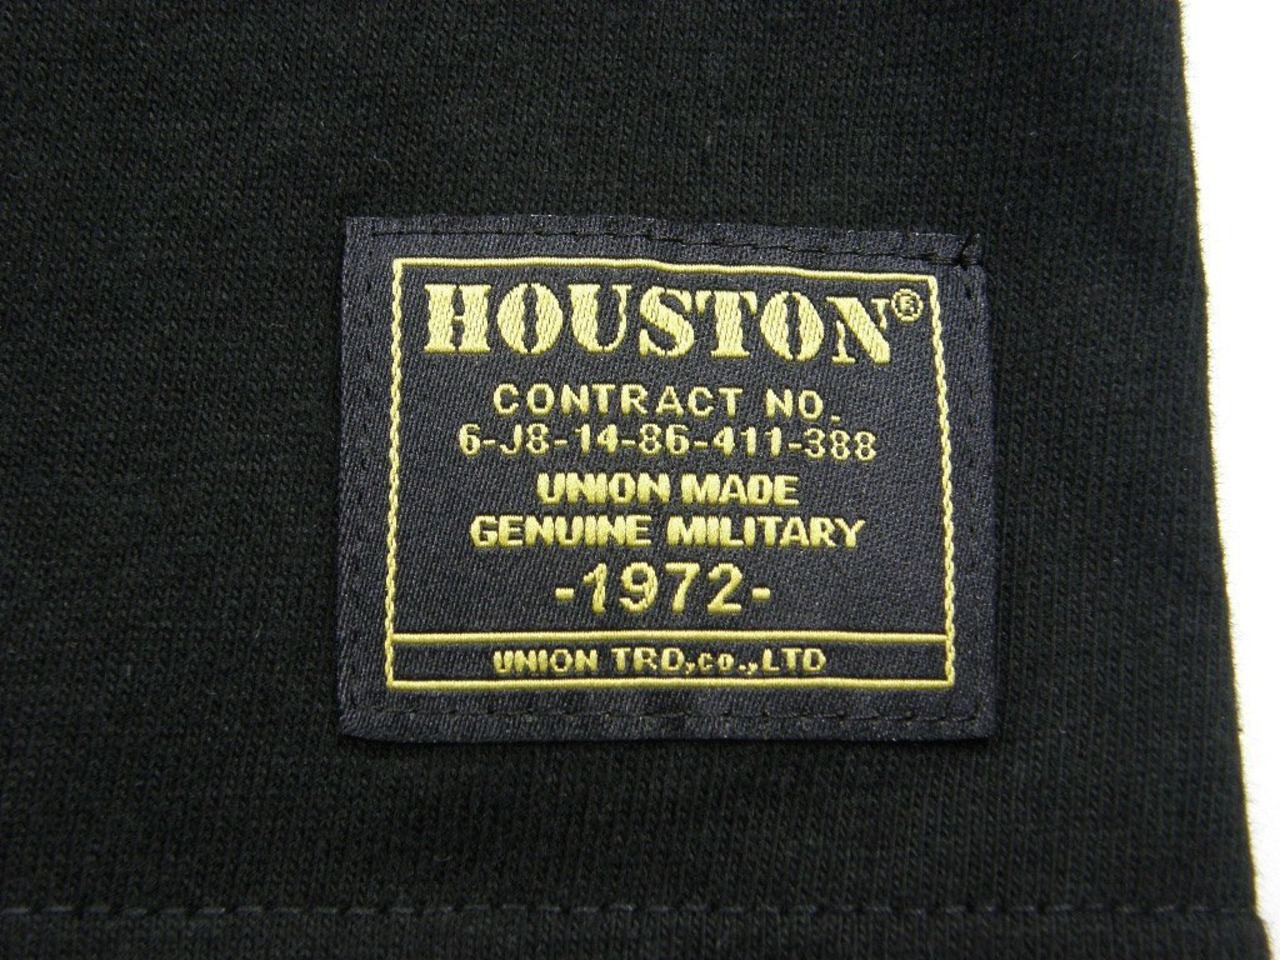 HOUSTON®
CONTRACT NO.
6-J8-14-86-411-388
UNION MADE
GENUINE MILITARY
-1972-
UNION TRD,co.,LTD